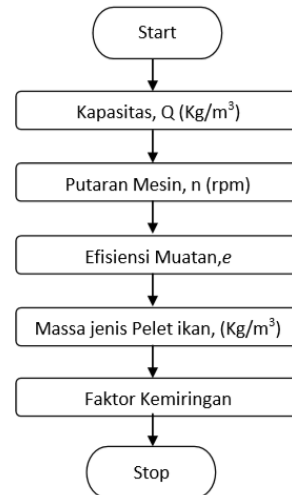 Start
Kapasitas, Q (Kg/m³)
Putaran Mesin, n (rpm)
Efisiensi Muatan,e
Massa jenis Pelet ikan, (Kg/m³)
Faktor Kemiringan
Stop